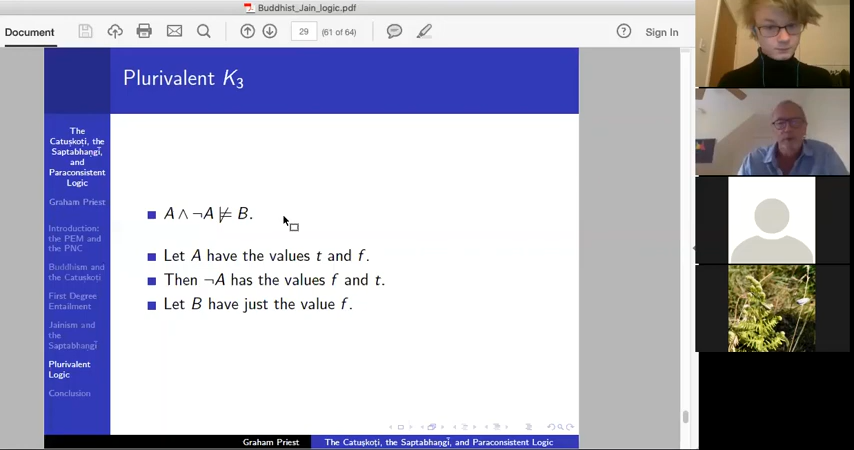 Buddhist_Jain_logic.pdf
Document
29
(61 of 64)
Sign In
Plurivalent K₃
The
Catuṣkoṭi, the
Saptabhaṅgī,
and
Paraconsistent
Logic
Graham Priest
Introduction:
the PEM and
the PNC
Buddhism and
the Catuskoti
First Degree
Entailment
Jainism and
the
Saptabhaṅgī
Plurivalent
Logic
Conclusion
A ∧ ¬A ⊭ B.
Let A have the values t and f.
Then ¬A has the values f and t.
Let B have just the value f.
Graham Priest
The Catuṣkoṭi, the Saptabhaṅgī, and Paraconsistent Logic